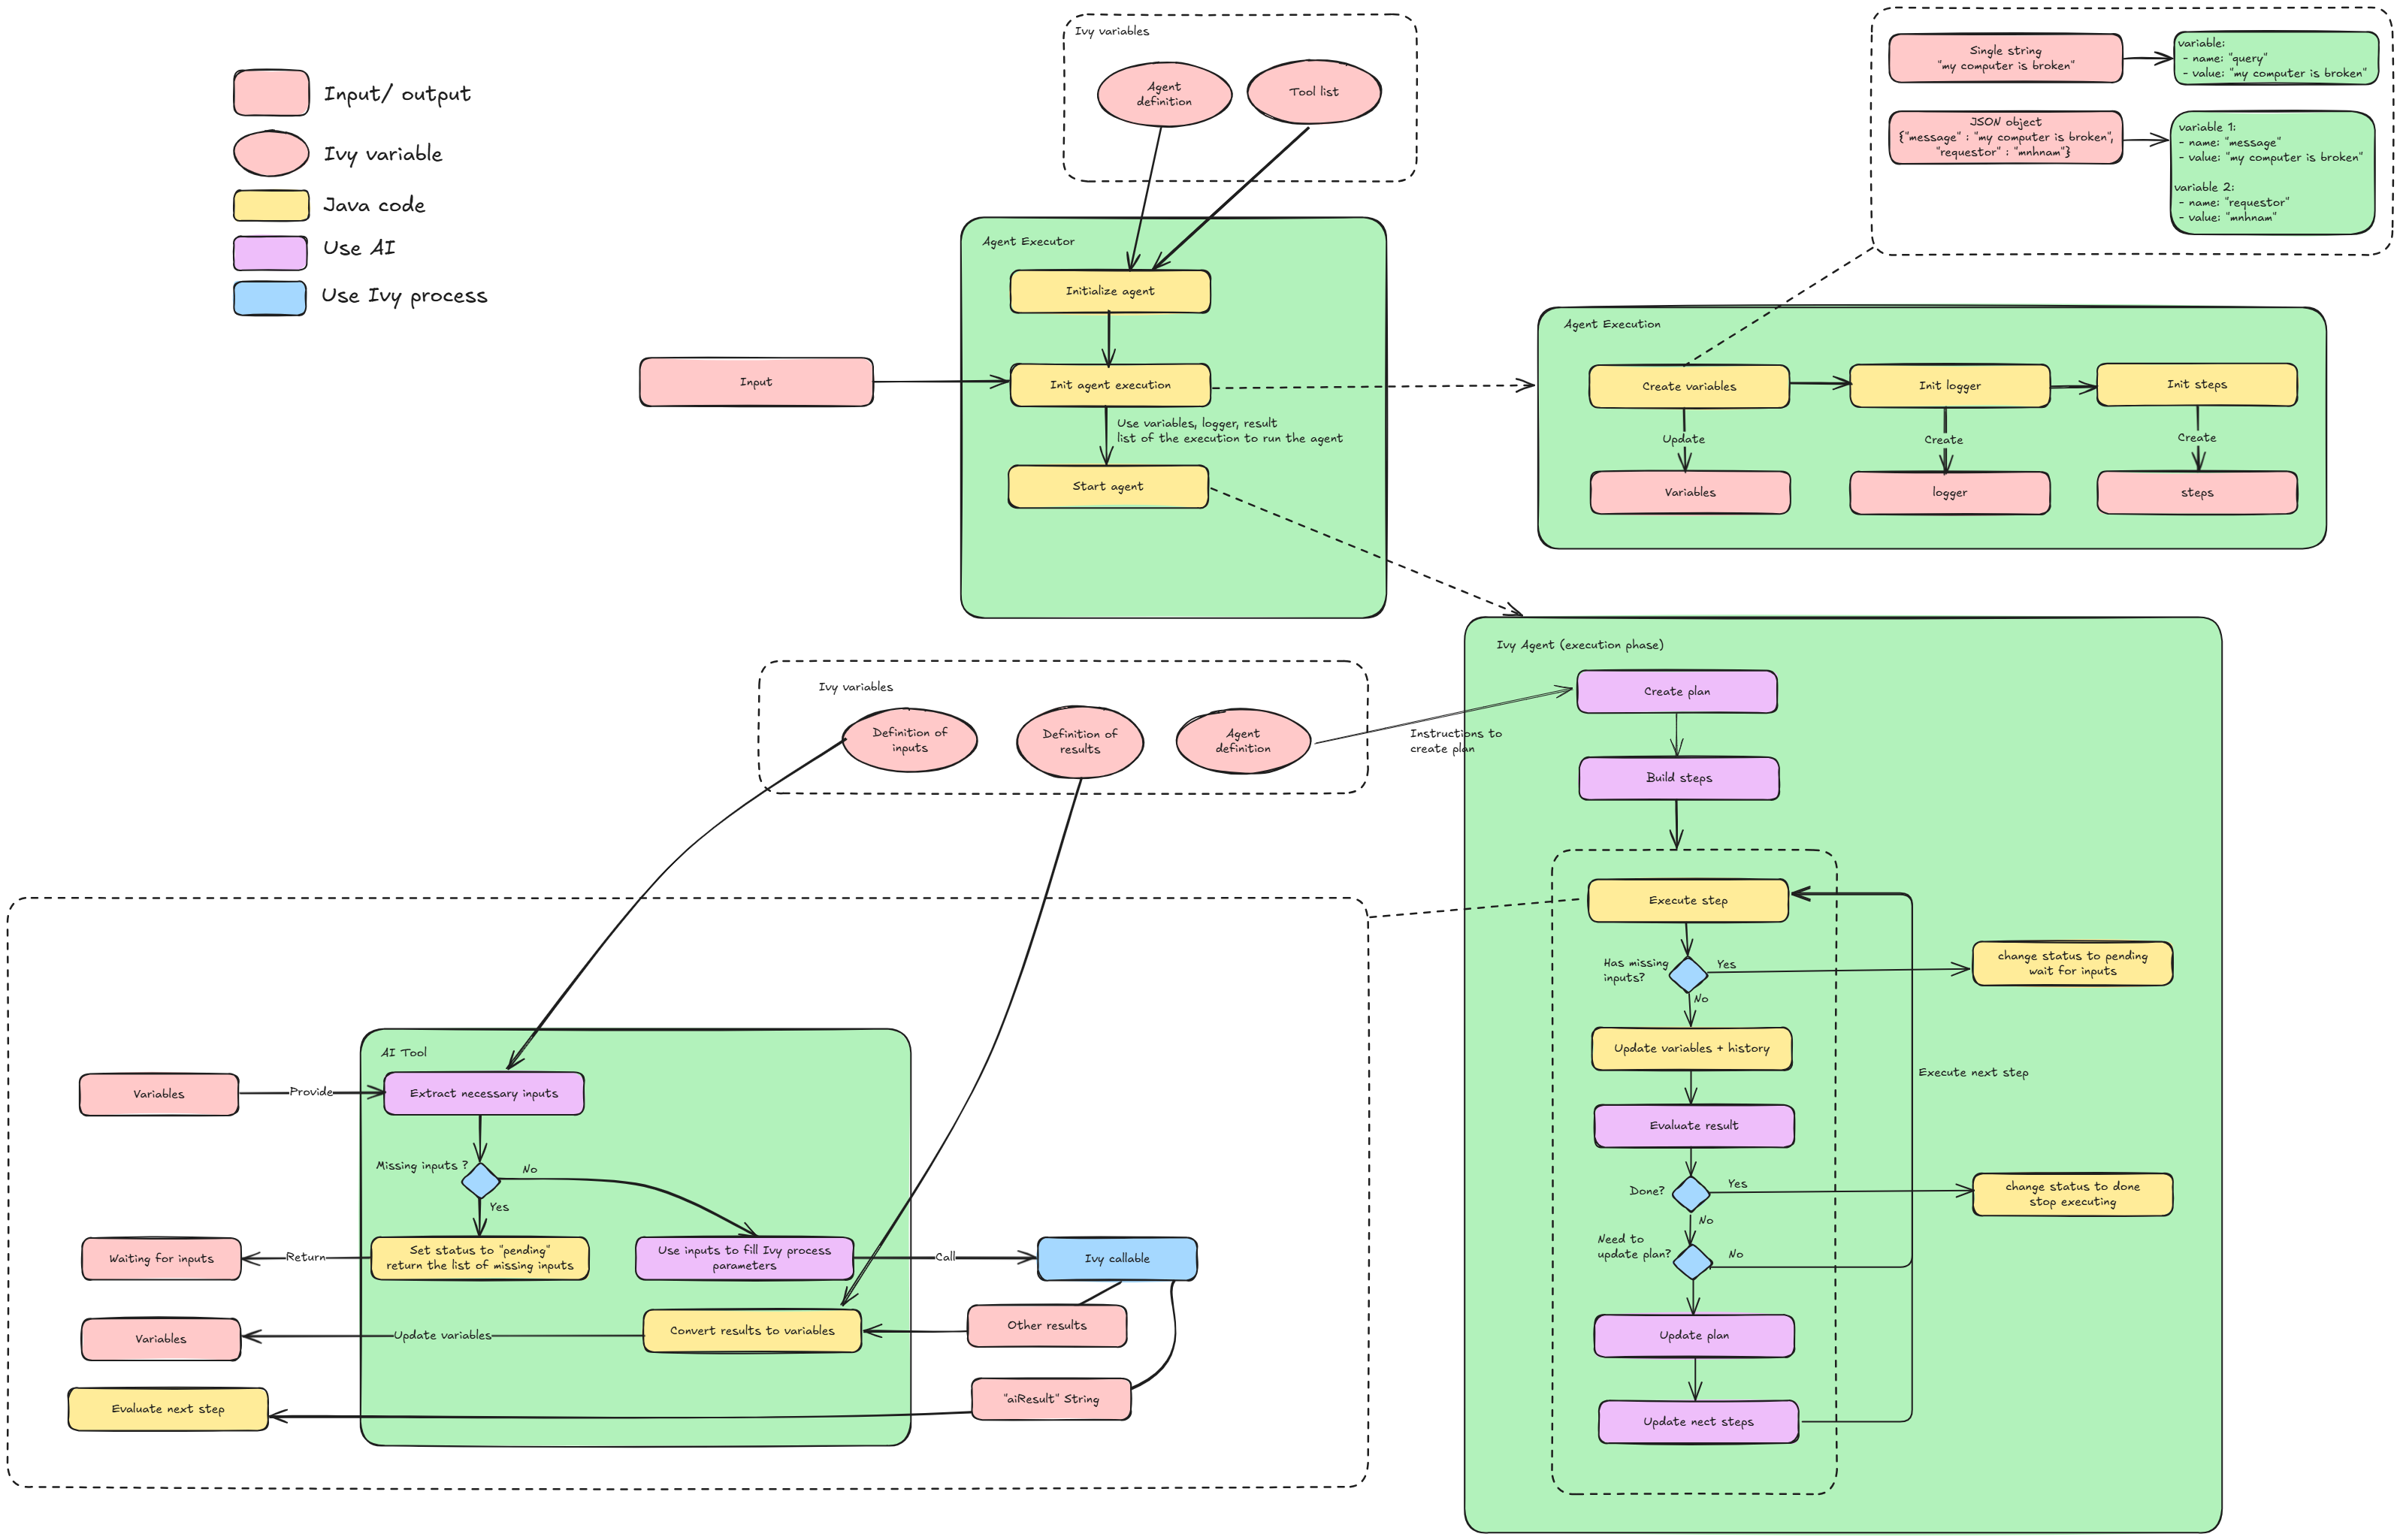 Input/ output
Ivy variable
Java code
Use AI
Use Ivy process
Ivy variables
Agent
definition
Tool list
Agent Executor
Initialize agent
Input
Init agent execution
Use variables, logger, result
list of the execution to run the agent
Start agent
Single string
"my computer is broken"
variable:
- name: "query"
- value: "my computer is broken"
JSON object
{"message" : "my computer is broken",
"requestor" : "mnhnam"}
variable 1:
- name: "message"
- value: "my computer is broken"
variable 2:
- name: "requestor"
- value: "mnhnam"
Agent Execution
Create variables
Init logger
Init steps
Update
Create
Create
Variables
logger
steps
Ivy variables
Definition of
inputs
Definition of
results
Agent
definition
Instructions to
create plan
Ivy Agent (execution phase)
Create plan
Build steps
Execute step
Has missing
inputs?
Yes
change status to pending
wait for inputs
No
Update variables + history
Execute next step
Evaluate result
Done?
Yes
change status to done
stop executing
No
Need to
update plan?
No
Update plan
Update nect steps
AI Tool
Variables
Provide
Extract necessary inputs
Missing inputs ?
No
Yes
Waiting for inputs
Return
Set status to "pending"
return the list of missing inputs
Use inputs to fill Ivy process
parameters
Call
Ivy callable
Variables
Update variables
Convert results to variables
Other results
Evaluate next step
"aiResult" String